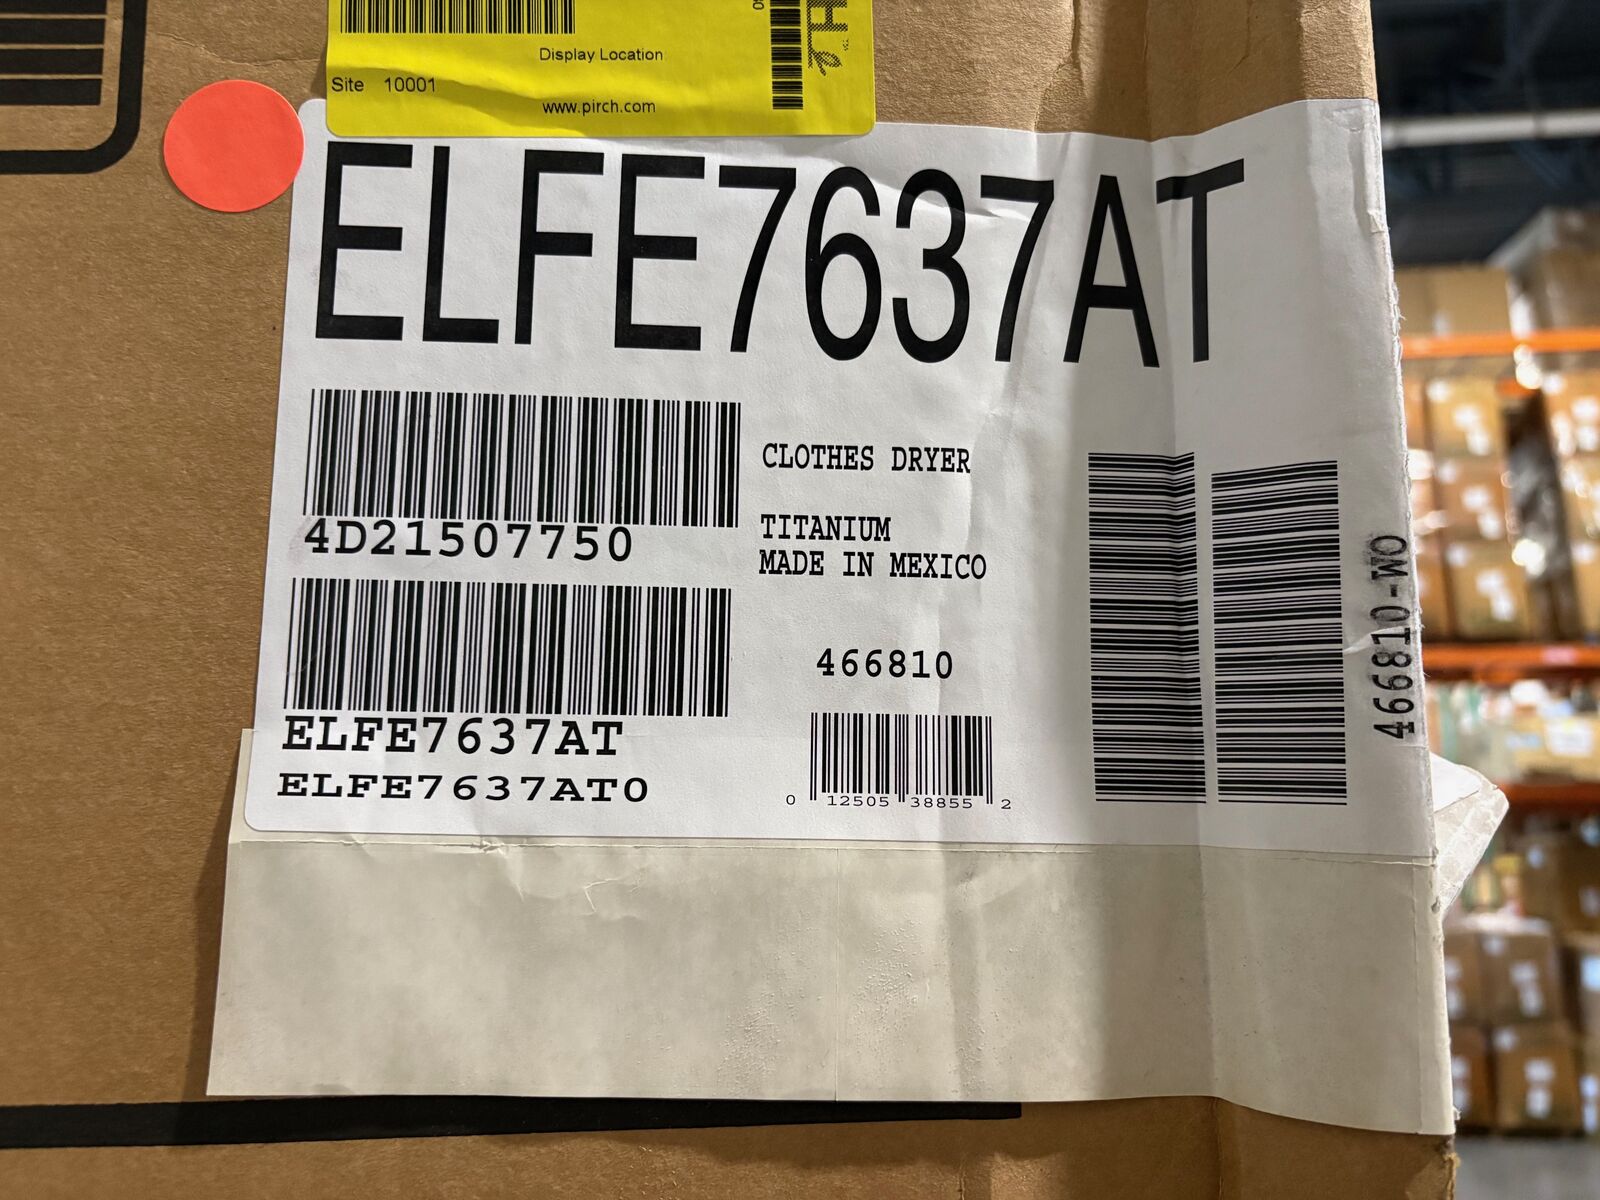 Display Location
Site 10001
www.pirch.com
ELFE7637AT
4D21507750
CLOTHES DRYER
TITANIUM
MADE IN MEXICO
466810
ELFE7637AT
ELFE7637AT0
0 12505 38855 2
466810-WO